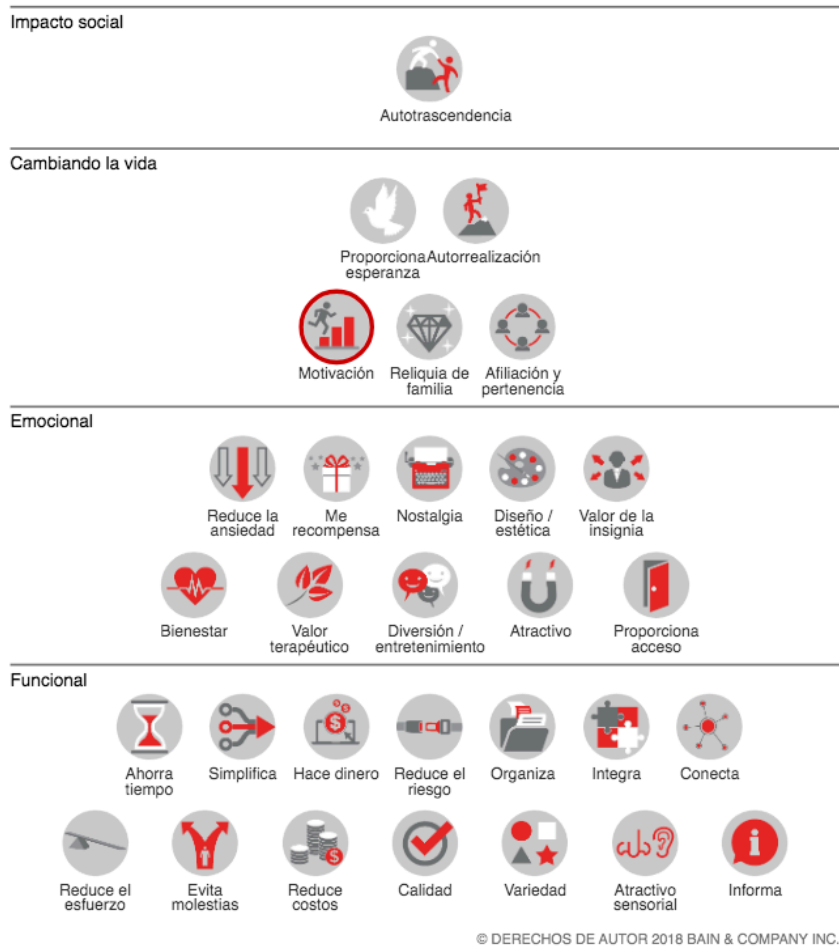 Impacto social
Autotrascendencia
Cambiando la vida
Proporciona
esperanza
Autorrealización
Motivación
Reliquia de
familia
Afiliación y
pertenencia
Emocional
Reduce la
ansiedad
Me
recompensa
Nostalgia
Diseño /
estética
Valor de la
insignia
Bienestar
Valor
terapéutico
Diversión /
entretenimiento
Atractivo
Proporciona
acceso
Funcional
Ahorra
tiempo
Simplifica
Hace dinero
Reduce el
riesgo
Organiza
Integra
Conecta
Reduce el
esfuerzo
Evita
molestias
Reduce
costos
Calidad
Variedad
Atractivo
sensorial
Informa
© DERECHOS DE AUTOR 2018 BAIN & COMPANY INC.